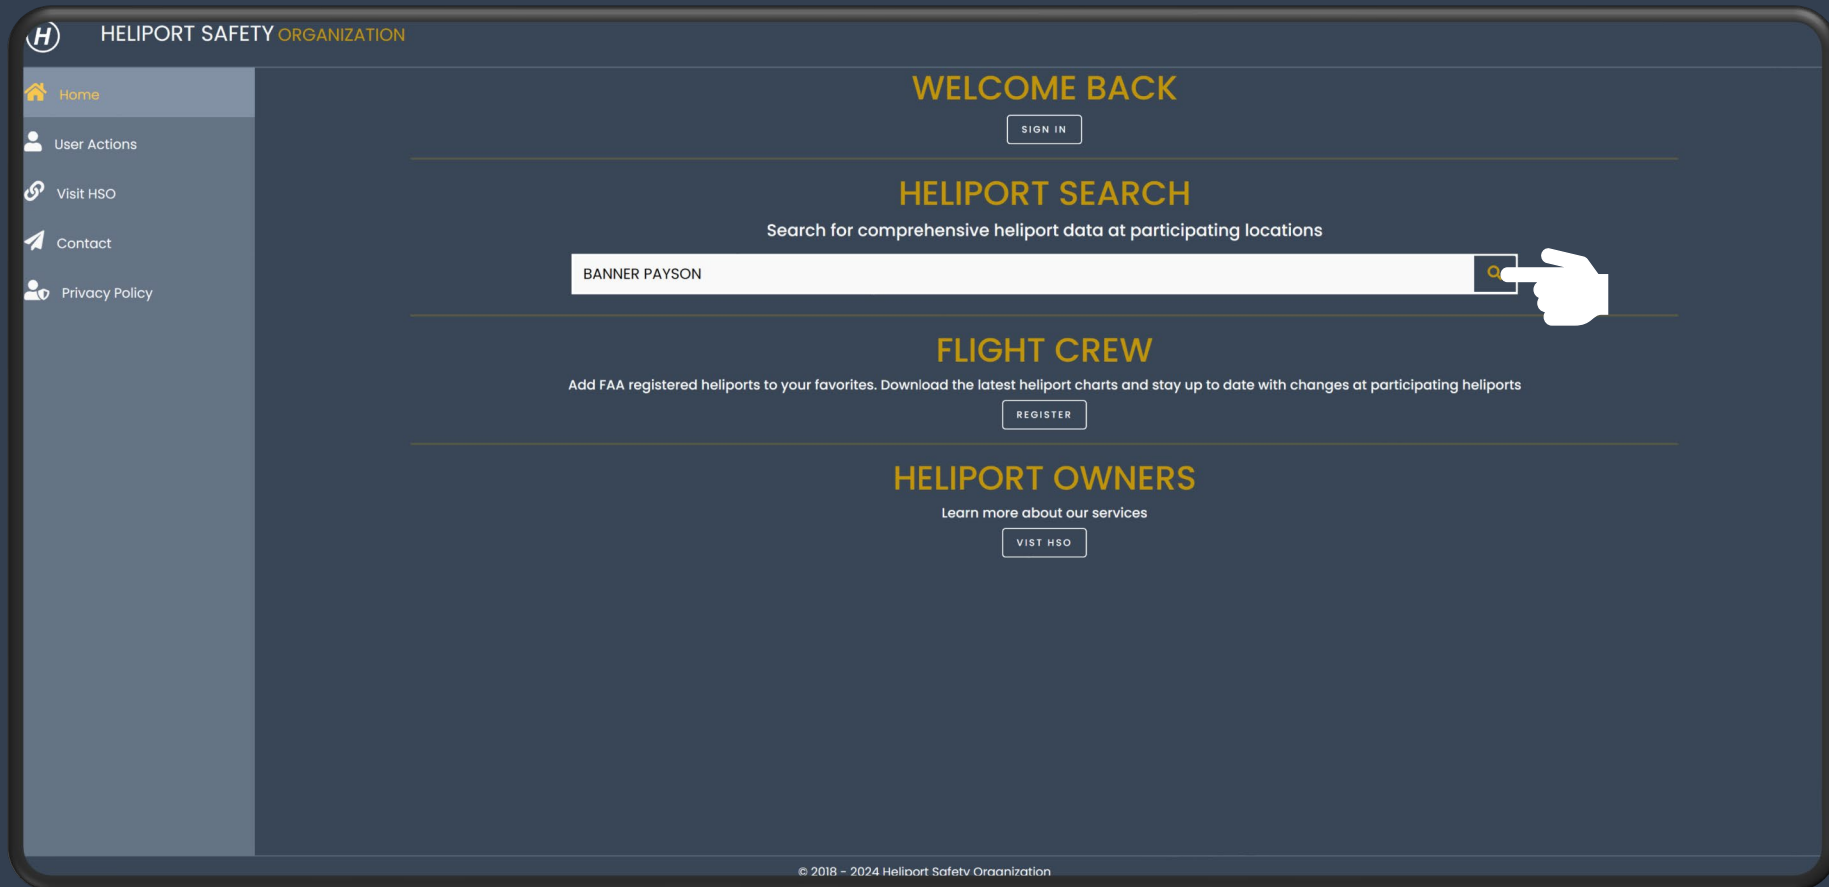 H
HELIPORT SAFETY ORGANIZATION
Home
User Actions
Visit HSO
Contact
Privacy Policy
WELCOME BACK
SIGN IN
HELIPORT SEARCH
Search for comprehensive heliport data at participating locations
BANNER PAYSON
FLIGHT CREW
Add FAA registered heliports to your favorites. Download the latest heliport charts and stay up to date with changes at participating heliports
REGISTER
HELIPORT OWNERS
Learn more about our services
VIST HSO
© 2018 - 2024 Heliport Safety Organization